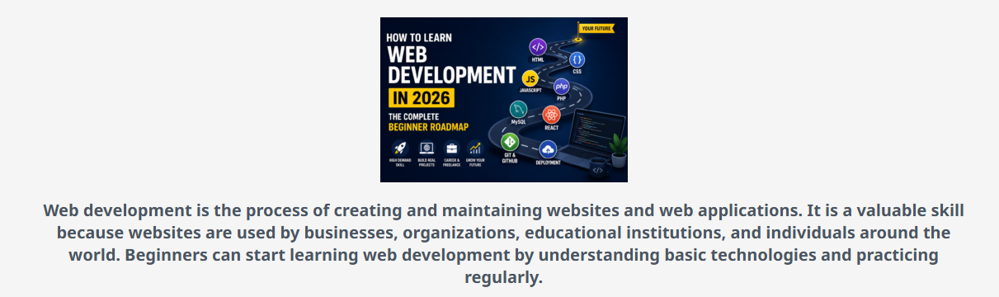 YOUR FUTURE
HOW TO LEARN
WEB
DEVELOPMENT
IN 2026
THE COMPLETE
BEGINNER ROADMAP
HIGH DEMAND
SKILL
BUILD REAL
PROJECTS
CAREER &
FREELANCE
GROW YOUR
FUTURE
</>
HTML
{ }
CSS
JS
JAVASCRIPT
php
PHP
MySQL
REACT
GIT &
GITHUB
DEPLOYMENT
</>
Web development is the process of creating and maintaining websites and web applications. It is a valuable skill
because websites are used by businesses, organizations, educational institutions, and individuals around the
world. Beginners can start learning web development by understanding basic technologies and practicing
regularly.